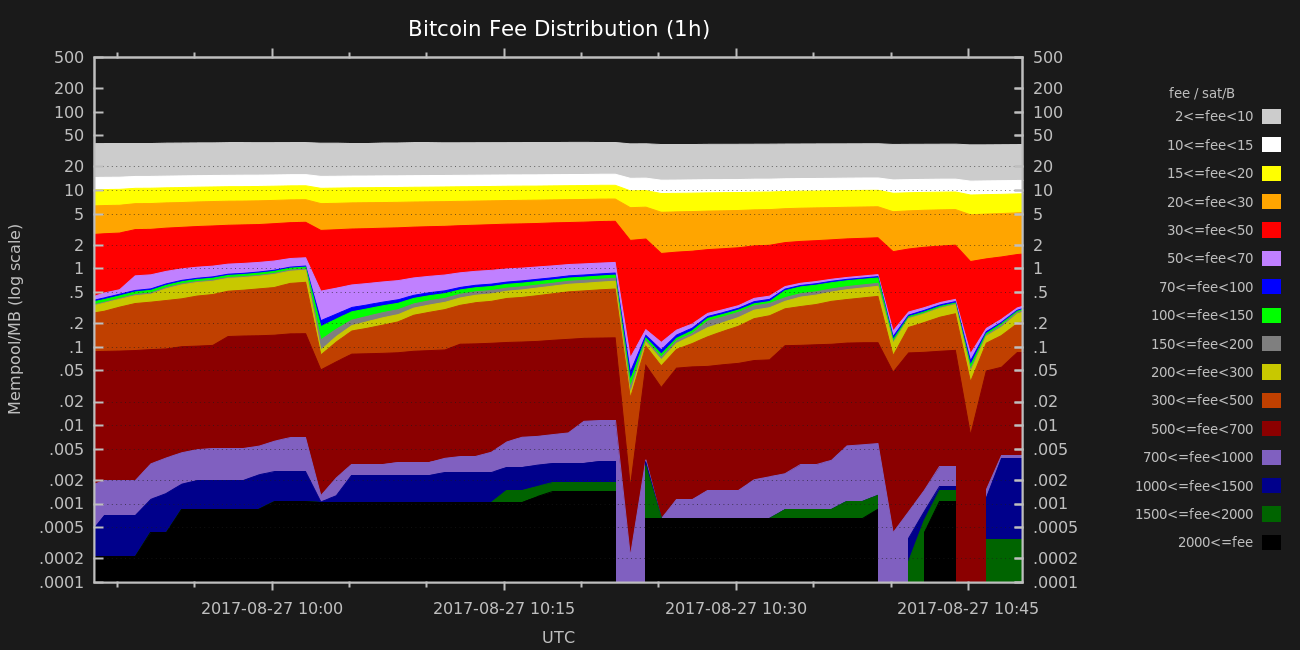 Bitcoin Fee Distribution (1h)
500 500
200 200
100 100
50 50
20 20
10 10
5 5
2 2
1 1
.5 .5
.2 .2
.1 .1
.05 .05
.02 .02
.01 .01
.005 .005
.002 .002
.001 .001
.0005 .0005
.0002 .0002
.0001 .0001
Mempool/MB (log scale)
2017-08-27 10:00 2017-08-27 10:15 2017-08-27 10:30 2017-08-27 10:45
UTC
fee / sat/B
2<=fee<10
10<=fee<15
15<=fee<20
20<=fee<30
30<=fee<50
50<=fee<70
70<=fee<100
100<=fee<150
150<=fee<200
200<=fee<300
300<=fee<500
500<=fee<700
700<=fee<1000
1000<=fee<1500
1500<=fee<2000
2000<=fee